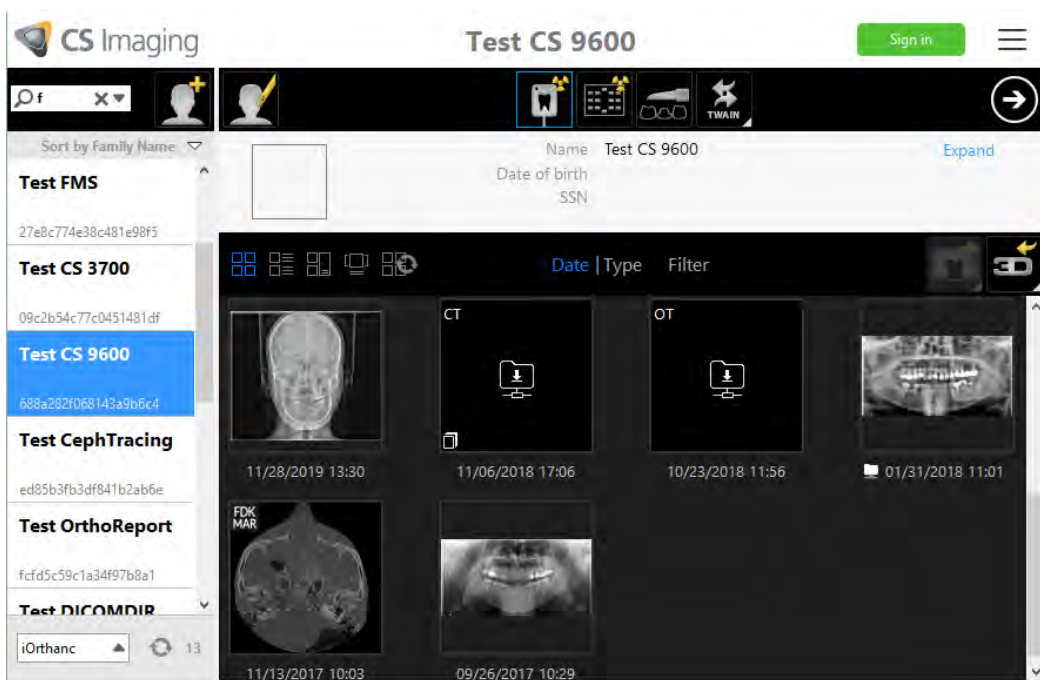 CS Imaging
Test CS 9600
Sign in
f
TWAIN
Sort by Family Name
Test FMS
27e8c774e38c481e98f5
Test CS 3700
09c2b54c77c0451481df
Test CS 9600
688a282f068143a9b6c4
Test CephTracing
ed85b3fb3df841b2ab6e
Test OrthoReport
fcfd5c59c1a34f97b8a1
Test DICOMDIR
iOrthanc
13
Name Test CS 9600
Expand
Date of birth
SSN
Date | Type Filter
3D
CT
OT
11/28/2019 13:30
11/06/2018 17:06
10/23/2018 11:56
01/31/2018 11:01
FDK
MAR
11/13/2017 10:03
09/26/2017 10:29